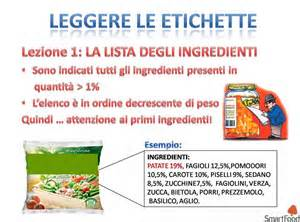 LEGGERE LE ETICHETTE
Lezione 1: LA LISTA DEGLI INGREDIENTI
• Sono indicati tutti gli ingredienti presenti in
quantità > 1%
• L'elenco è in ordine decrescente di peso
Quindi … attenzione ai primi ingredienti!
Esempio:
INGREDIENTI:
PATATE 19%, FAGIOLI 12,5%,POMODORI
10,5%, CAROTE 10%, PISELLI 9%, SEDANO
8,5%, ZUCCHINE7,5%, FAGIOLINI, VERZA,
ZUCCA, BIETOLA, PORRI, PREZZEMOLO,
BASILICO, AGLIO.
SmartFood